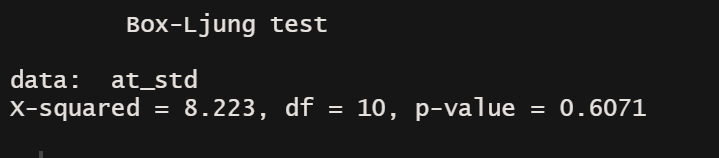 Box-Ljung test
data:  at_std
X-squared = 8.223, df = 10, p-value = 0.6071